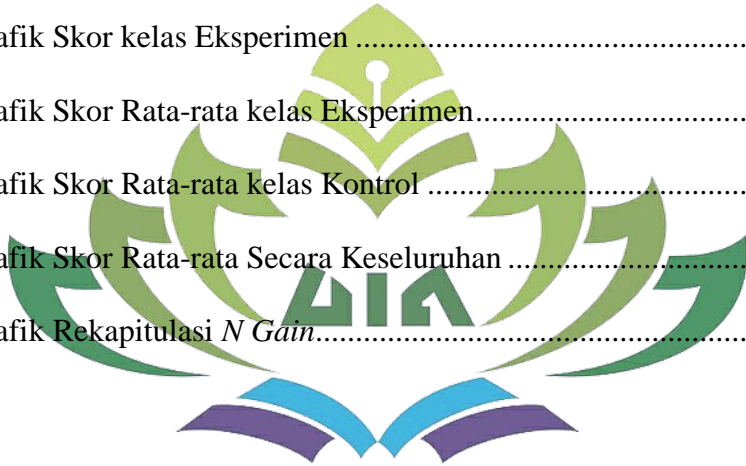 afik Skor kelas Eksperimen ..........................................................
afik Skor Rata-rata kelas Eksperimen..........................................
afik Skor Rata-rata kelas Kontrol ................................................
afik Skor Rata-rata Secara Keseluruhan .....................................
UIN
afik Rekapitulasi N Gain.................................................................